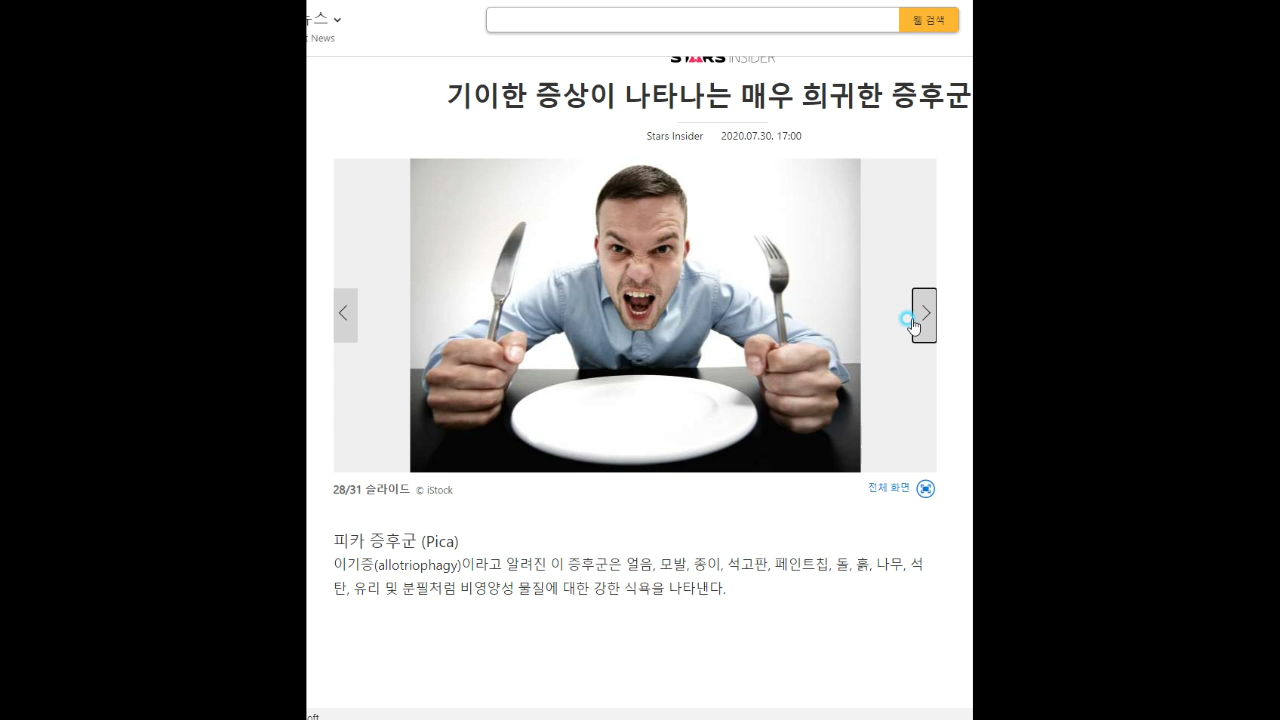 뉴스
News
웹 검색
STARS INSIDER
기이한 증상이 나타나는 매우 희귀한 증후군
Stars Insider 2020.07.30. 17:00
28/31 슬라이드 © iStock
전체 화면
피카 증후군 (Pica)
이기증(allotriophagy)이라고 알려진 이 증후군은 얼음, 모발, 종이, 석고판, 페인트칩, 돌, 흙, 나무, 석
탄, 유리 및 분필처럼 비영양성 물질에 대한 강한 식욕을 나타낸다.